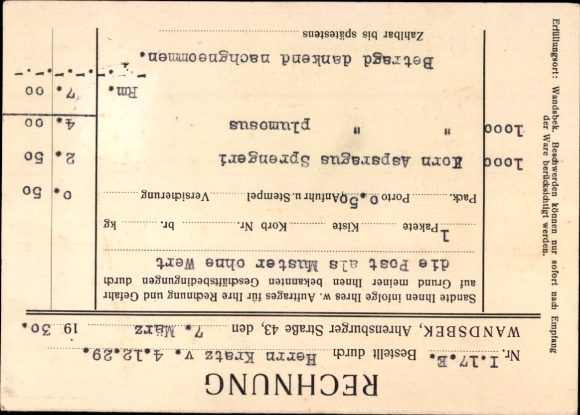 RECHNUNG
Nr. I.17.E. Bestellt durch Herrn Kratz v. 4.12.29.
WANDSBEK, Ahrensburger Straße 43, den 7. März 1930.
Sante Ihnen infolge Ihres w. Auftrages für Ihre Rechnung und Gefahr
auf Grund meiner Ihnen bekannten Geschäftsbedingungen durch
die Post als Muster ohne Wert
1 Pakete Kiste Korb Nr. br. kg
Pack. Porto 0.50, Anfuhr u. Stempel Versicherung 0. 50
1000 Korn Asparagus Sprengeri 2. 50
1000 " " plumosus 4. 00
Rm. 7. 00
Betragd dankend nachgneommen.
Zahlbar bis spätestens
Erfüllungsort: Wandsbek. Beschwerden können nur sofort nach Empfang
der Ware berücksichtigt werden.